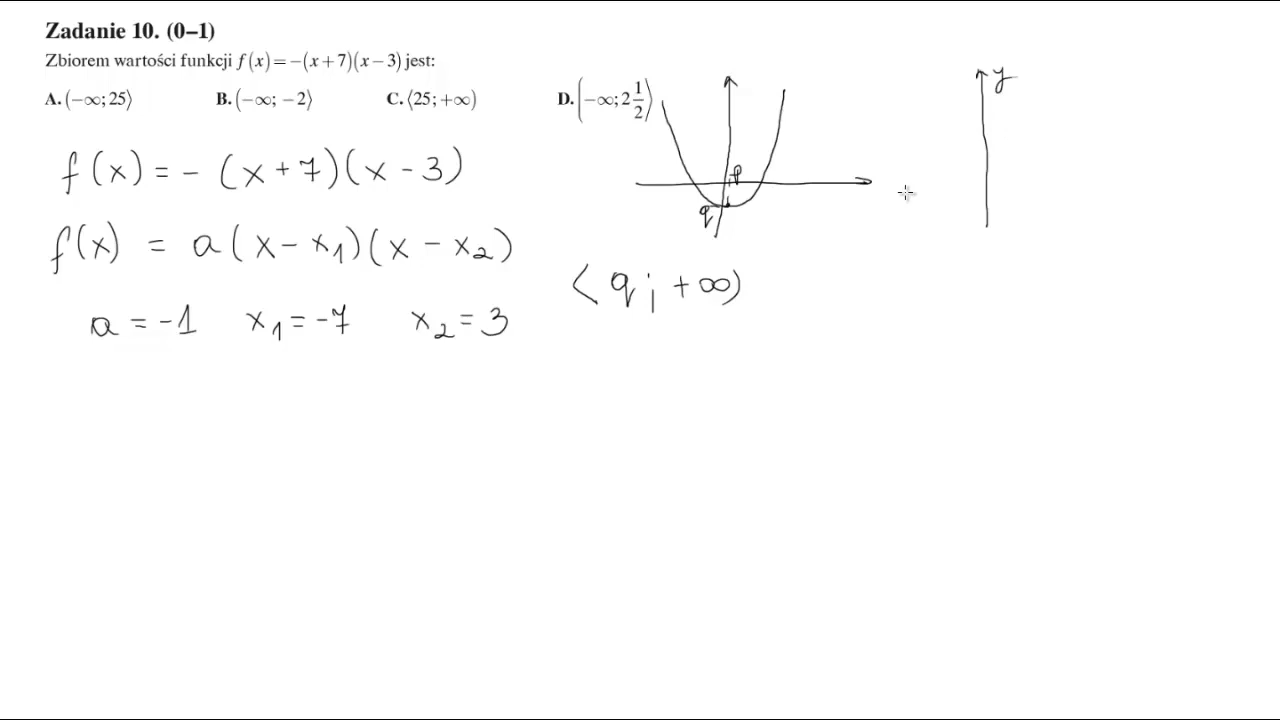 Zadanie 10. (0–1)
Zbiorem wartości funkcji f(x)=−(x+7)(x−3) jest:
A. (−∞; 25⟩ B. (−∞; −2⟩ C. ⟨25; +∞) D. (−∞; 2 1/2⟩
f(x) = - (x+7)(x-3)
f(x) = a(x-x₁)(x-x₂)
a = -1 x₁ = -7 x₂ = 3
p
q
⟨q; +∞)
y